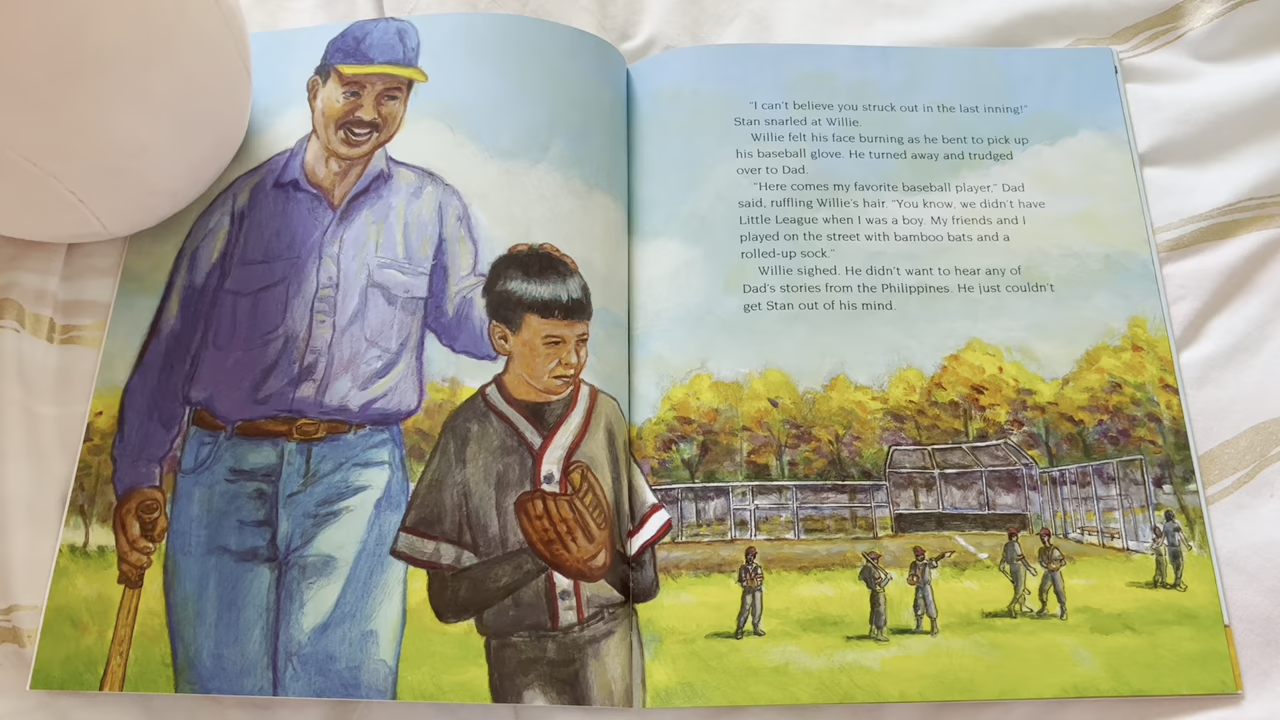 "I can't believe you struck out in the last inning!"
Stan snarled at Willie.
Willie felt his face burning as he bent to pick up
his baseball glove. He turned away and trudged
over to Dad.
"Here comes my favorite baseball player," Dad
said, ruffling Willie's hair. "You know, we didn't have
Little League when I was a boy. My friends and I
played on the street with bamboo bats and a
rolled-up sock."
Willie sighed. He didn't want to hear any of
Dad's stories from the Philippines. He just couldn't
get Stan out of his mind.